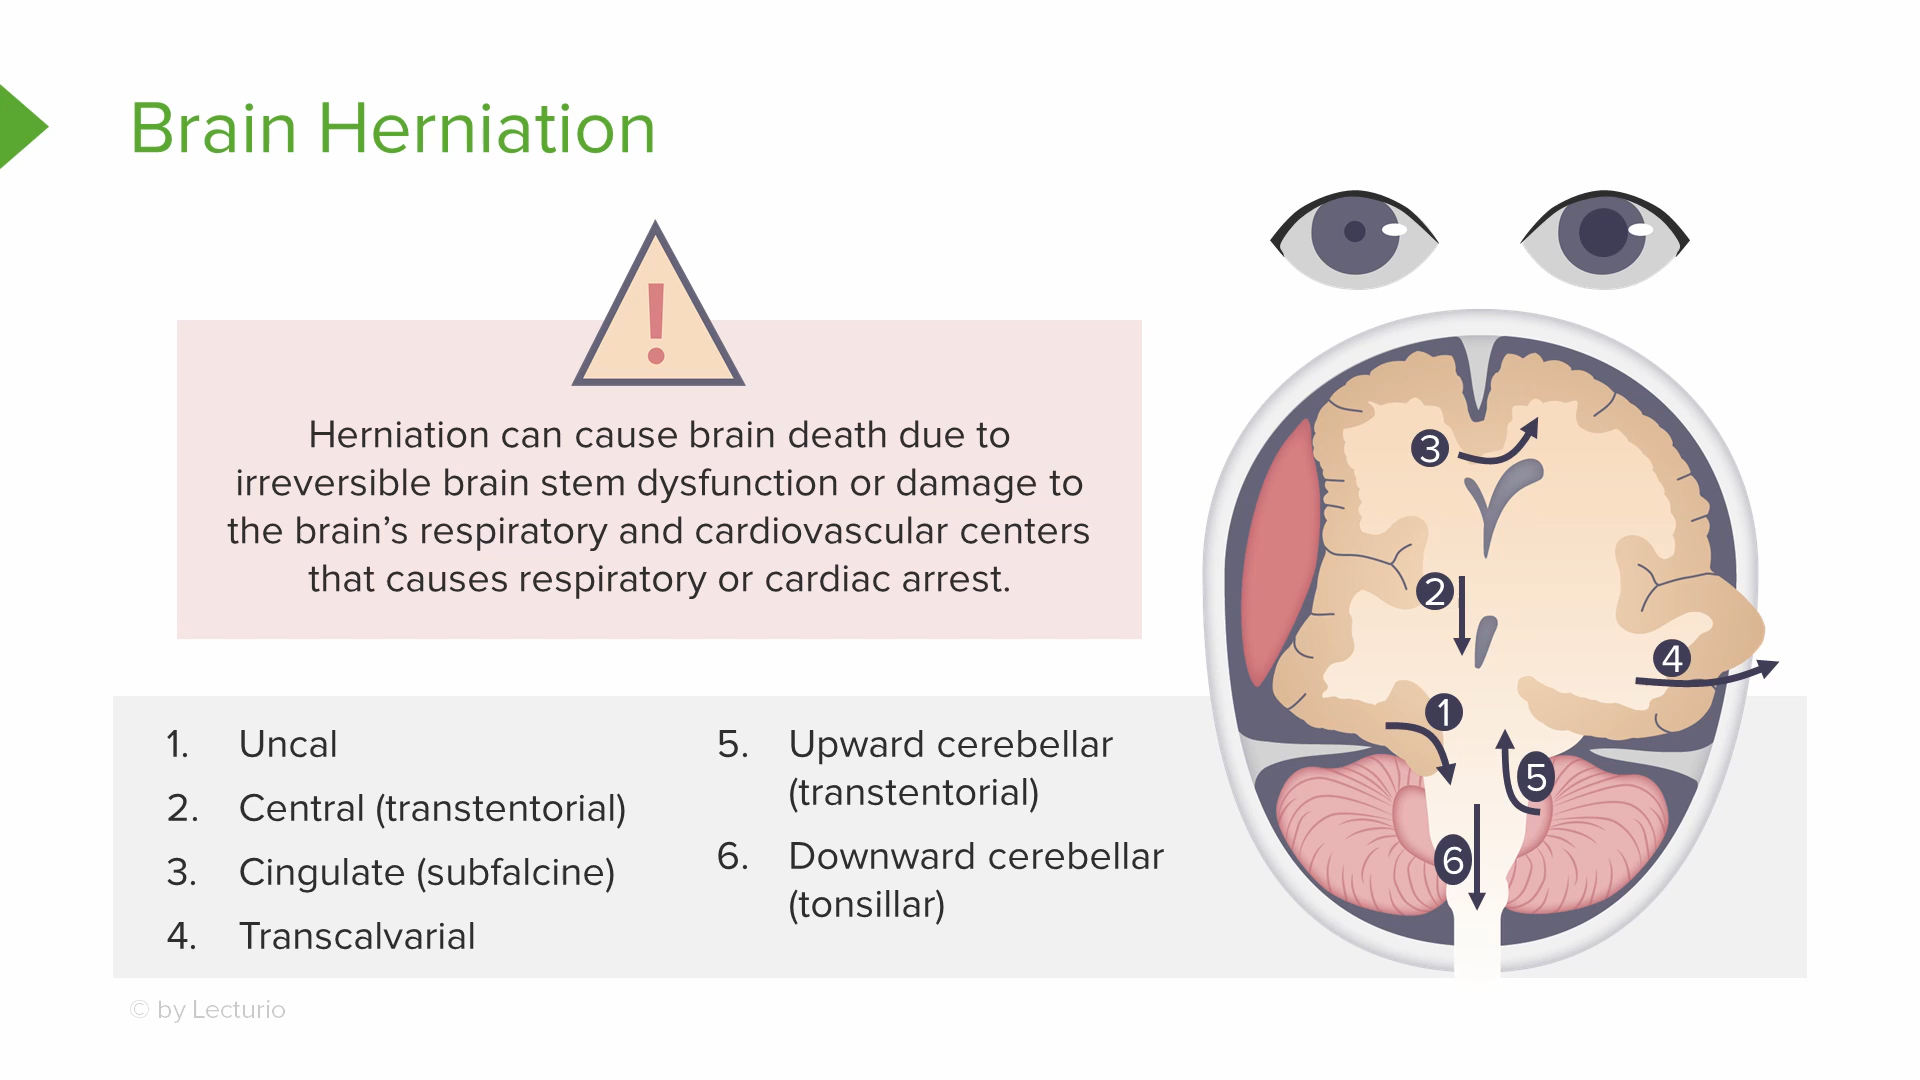 Brain Herniation
!
Herniation can cause brain death due to
irreversible brain stem dysfunction or damage to
the brain’s respiratory and cardiovascular centers
that causes respiratory or cardiac arrest.
1. Uncal
2. Central (transtentorial)
3. Cingulate (subfalcine)
4. Transcalvarial
5. Upward cerebellar
(transtentorial)
6. Downward cerebellar
(tonsillar)
3
2
4
1
5
6
© by Lecturio